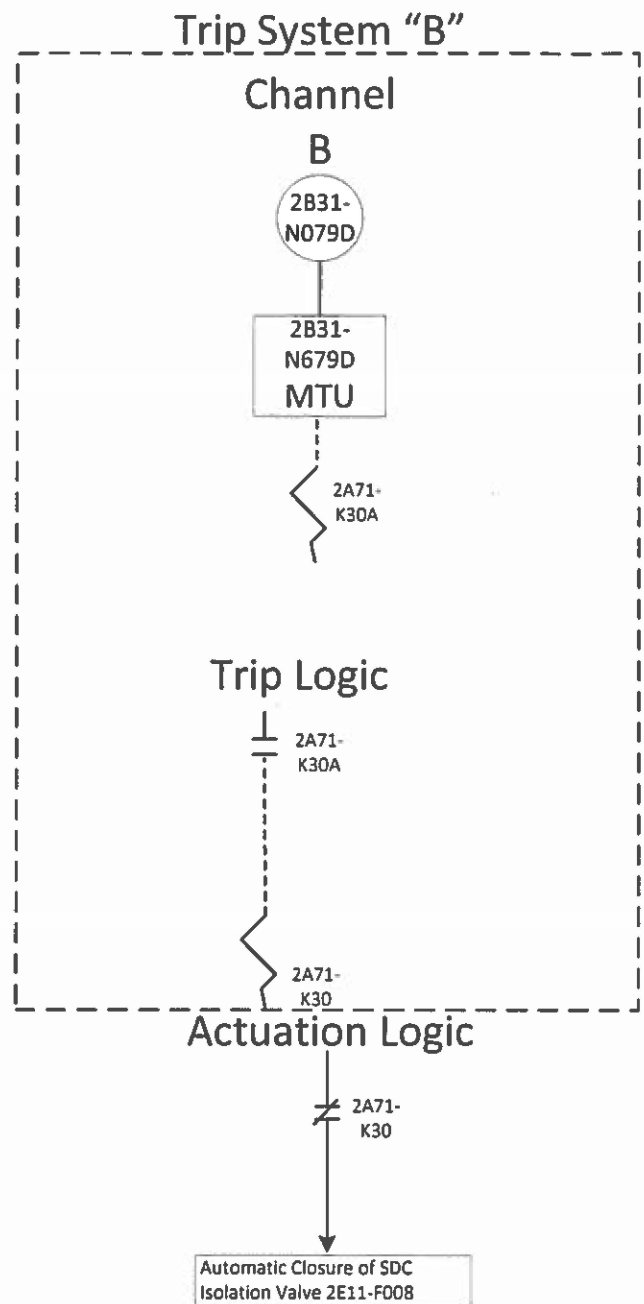 Trip System “B”
Channel
B
2B31-
N079D
2B31-
N679D
MTU
2A71-
K30A
Trip Logic
2A71-
K30A
2A71-
K30
Actuation Logic
2A71-
K30
Automatic Closure of SDC
Isolation Valve 2E11-F008